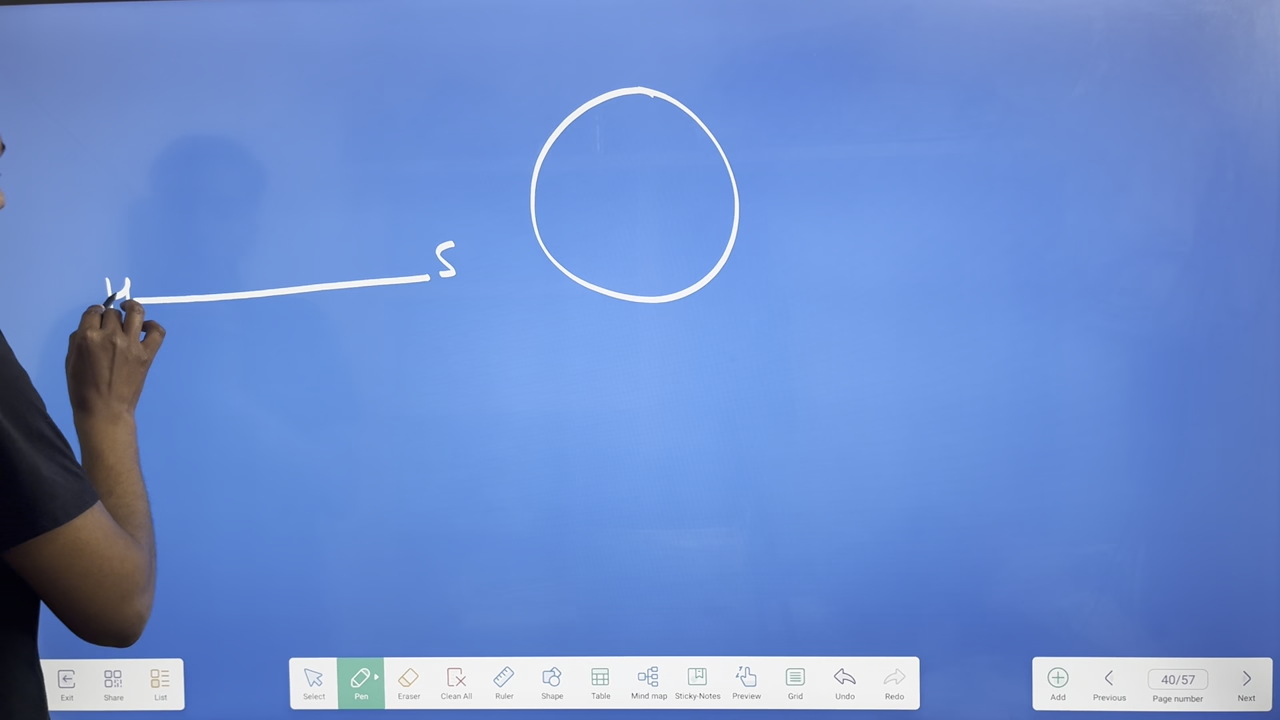 S
H
Exit
Share
List
Select
Pen
Eraser
Clean All
Ruler
Shape
Table
Mind map
Sticky-Notes
Preview
Grid
Undo
Redo
Add
Previous
40/57
Page number
Next